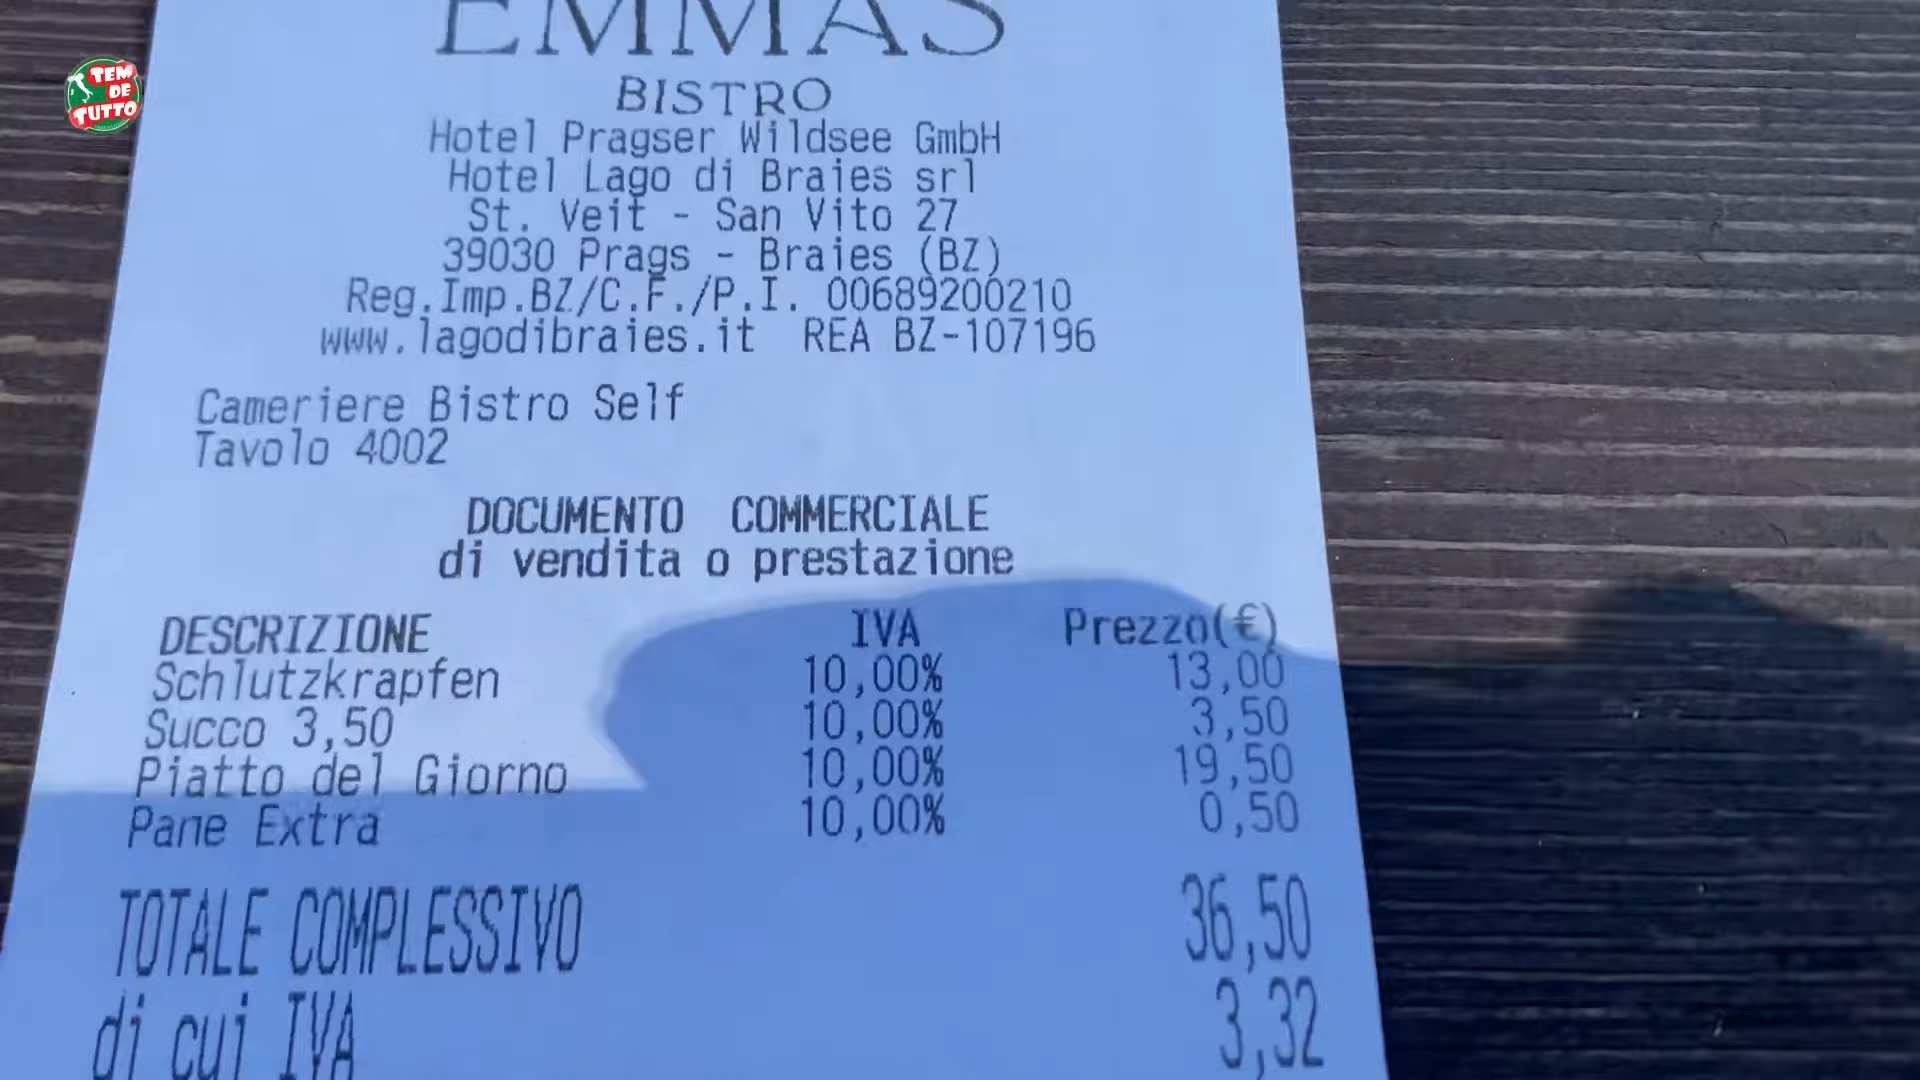 TEM
DE
TUTTO
EMMAS
BISTRO
Hotel Pragser Wildsee GmbH
Hotel Lago di Braies srl
St. Veit - San Vito 27
39030 Prags - Braies (BZ)
Reg.Imp.BZ/C.F./P.I. 00689200210
www.lagodibraies.it REA BZ-107196
Cameriere Bistro Self
Tavolo 4002
DOCUMENTO COMMERCIALE
di vendita o prestazione
DESCRIZIONE IVA Prezzo(€)
Schlutzkrapfen 10,00% 13,00
Succo 3,50 10,00% 3,50
Piatto del Giorno 10,00% 19,50
Pane Extra 10,00% 0,50
TOTALE COMPLESSIVO 36,50
di cui IVA 3,32